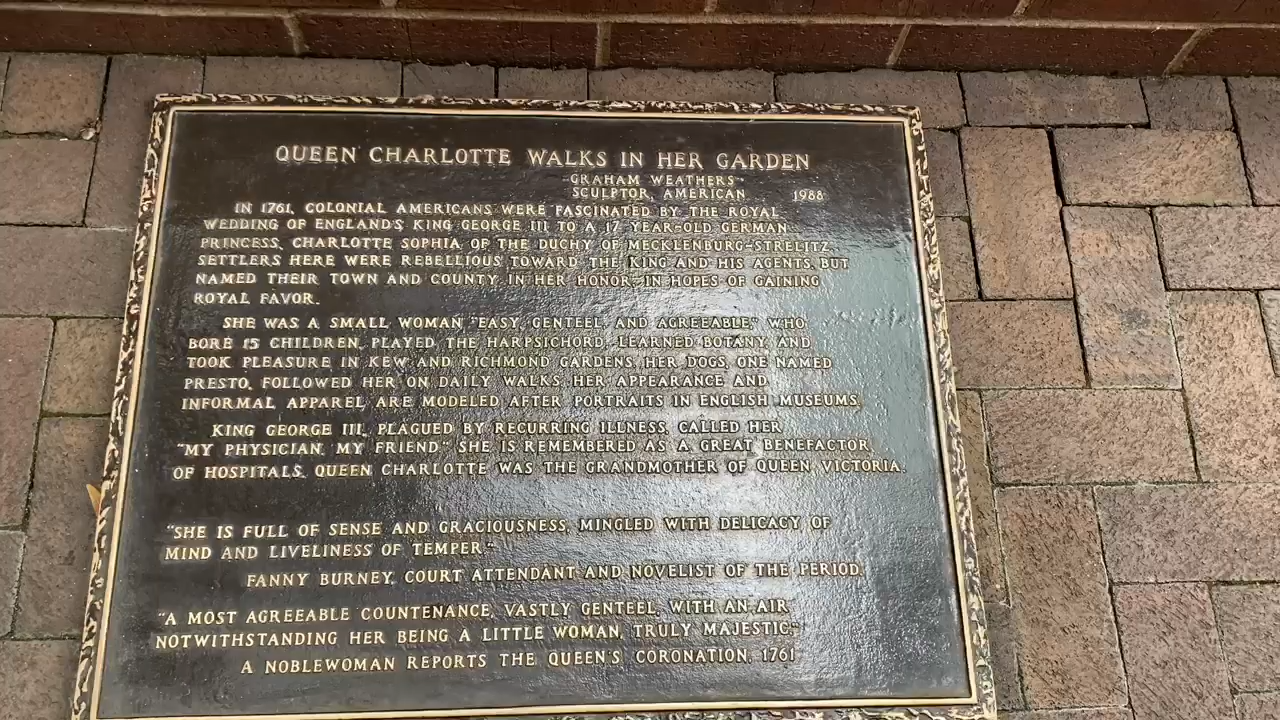 QUEEN CHARLOTTE WALKS IN HER GARDEN
GRAHAM WEATHERS
SCULPTOR, AMERICAN 1988
IN 1761, COLONIAL AMERICANS WERE FASCINATED BY THE ROYAL
WEDDING OF ENGLAND'S KING GEORGE III TO A 17 YEAR-OLD GERMAN
PRINCESS, CHARLOTTE SOPHIA OF THE DUCHY OF MECKLENBURG-STRELITZ.
SETTLERS HERE WERE REBELLIOUS TOWARD THE KING AND HIS AGENTS, BUT
NAMED THEIR TOWN AND COUNTY IN HER HONOR, IN HOPES OF GAINING
ROYAL FAVOR.
SHE WAS A SMALL WOMAN "EASY, GENTEEL, AND AGREEABLE," WHO
BORE 15 CHILDREN, PLAYED THE HARPSICHORD, LEARNED BOTANY, AND
TOOK PLEASURE IN KEW AND RICHMOND GARDENS. HER DOGS, ONE NAMED
PRESTO, FOLLOWED HER ON DAILY WALKS. HER APPEARANCE AND
INFORMAL APPAREL ARE MODELED AFTER PORTRAITS IN ENGLISH MUSEUMS.
KING GEORGE III, PLAGUED BY RECURRING ILLNESS, CALLED HER
"MY PHYSICIAN, MY FRIEND." SHE IS REMEMBERED AS A GREAT BENEFACTOR
OF HOSPITALS. QUEEN CHARLOTTE WAS THE GRANDMOTHER OF QUEEN VICTORIA.
"SHE IS FULL OF SENSE AND GRACIOUSNESS, MINGLED WITH DELICACY OF
MIND AND LIVELINESS OF TEMPER."
FANNY BURNEY, COURT ATTENDANT AND NOVELIST OF THE PERIOD.
"A MOST AGREEABLE COUNTENANCE, VASTLY GENTEEL, WITH AN AIR,
NOTWITHSTANDING HER BEING A LITTLE WOMAN, TRULY MAJESTIC."
A NOBLEWOMAN REPORTS THE QUEEN'S CORONATION, 1761